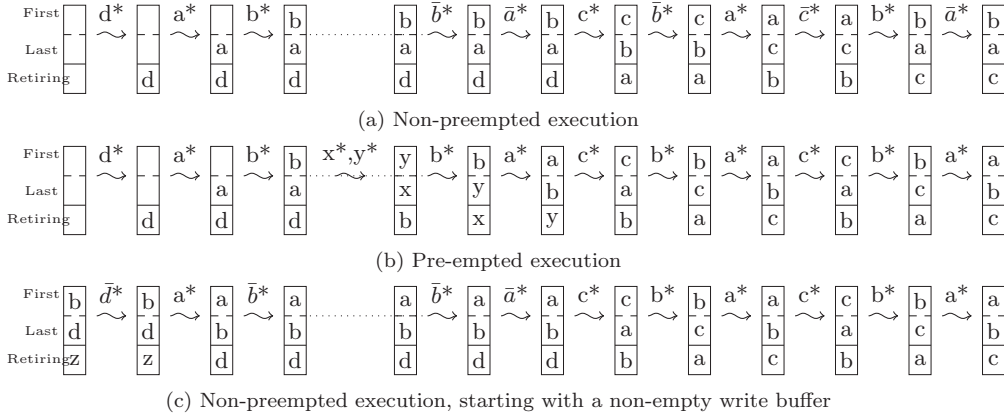 d* a* b* b̄* ā* c* b̄* a* c̄* b* ā*
First b b b b c c a a b b
Last a a a a a b b c c a a
Retiring d d d d d d a a b b c c
(a) Non-preempted execution
d* a* b* x*,y* b* a* c* b* a* c* b* a*
First b y b a c b a c b a
Last a a x y b a c b a c b
Retiring d d d b x y b a c b a c
(b) Pre-empted execution
d̄* a* b̄* b̄* ā* c* b* a* c* b* a*
First b b a a a a a c b a c b a
Last d d b b b b b a c b a c b
Retiring z z d d d d d b a c b a c
(c) Non-preempted execution, starting with a non-empty write buffer